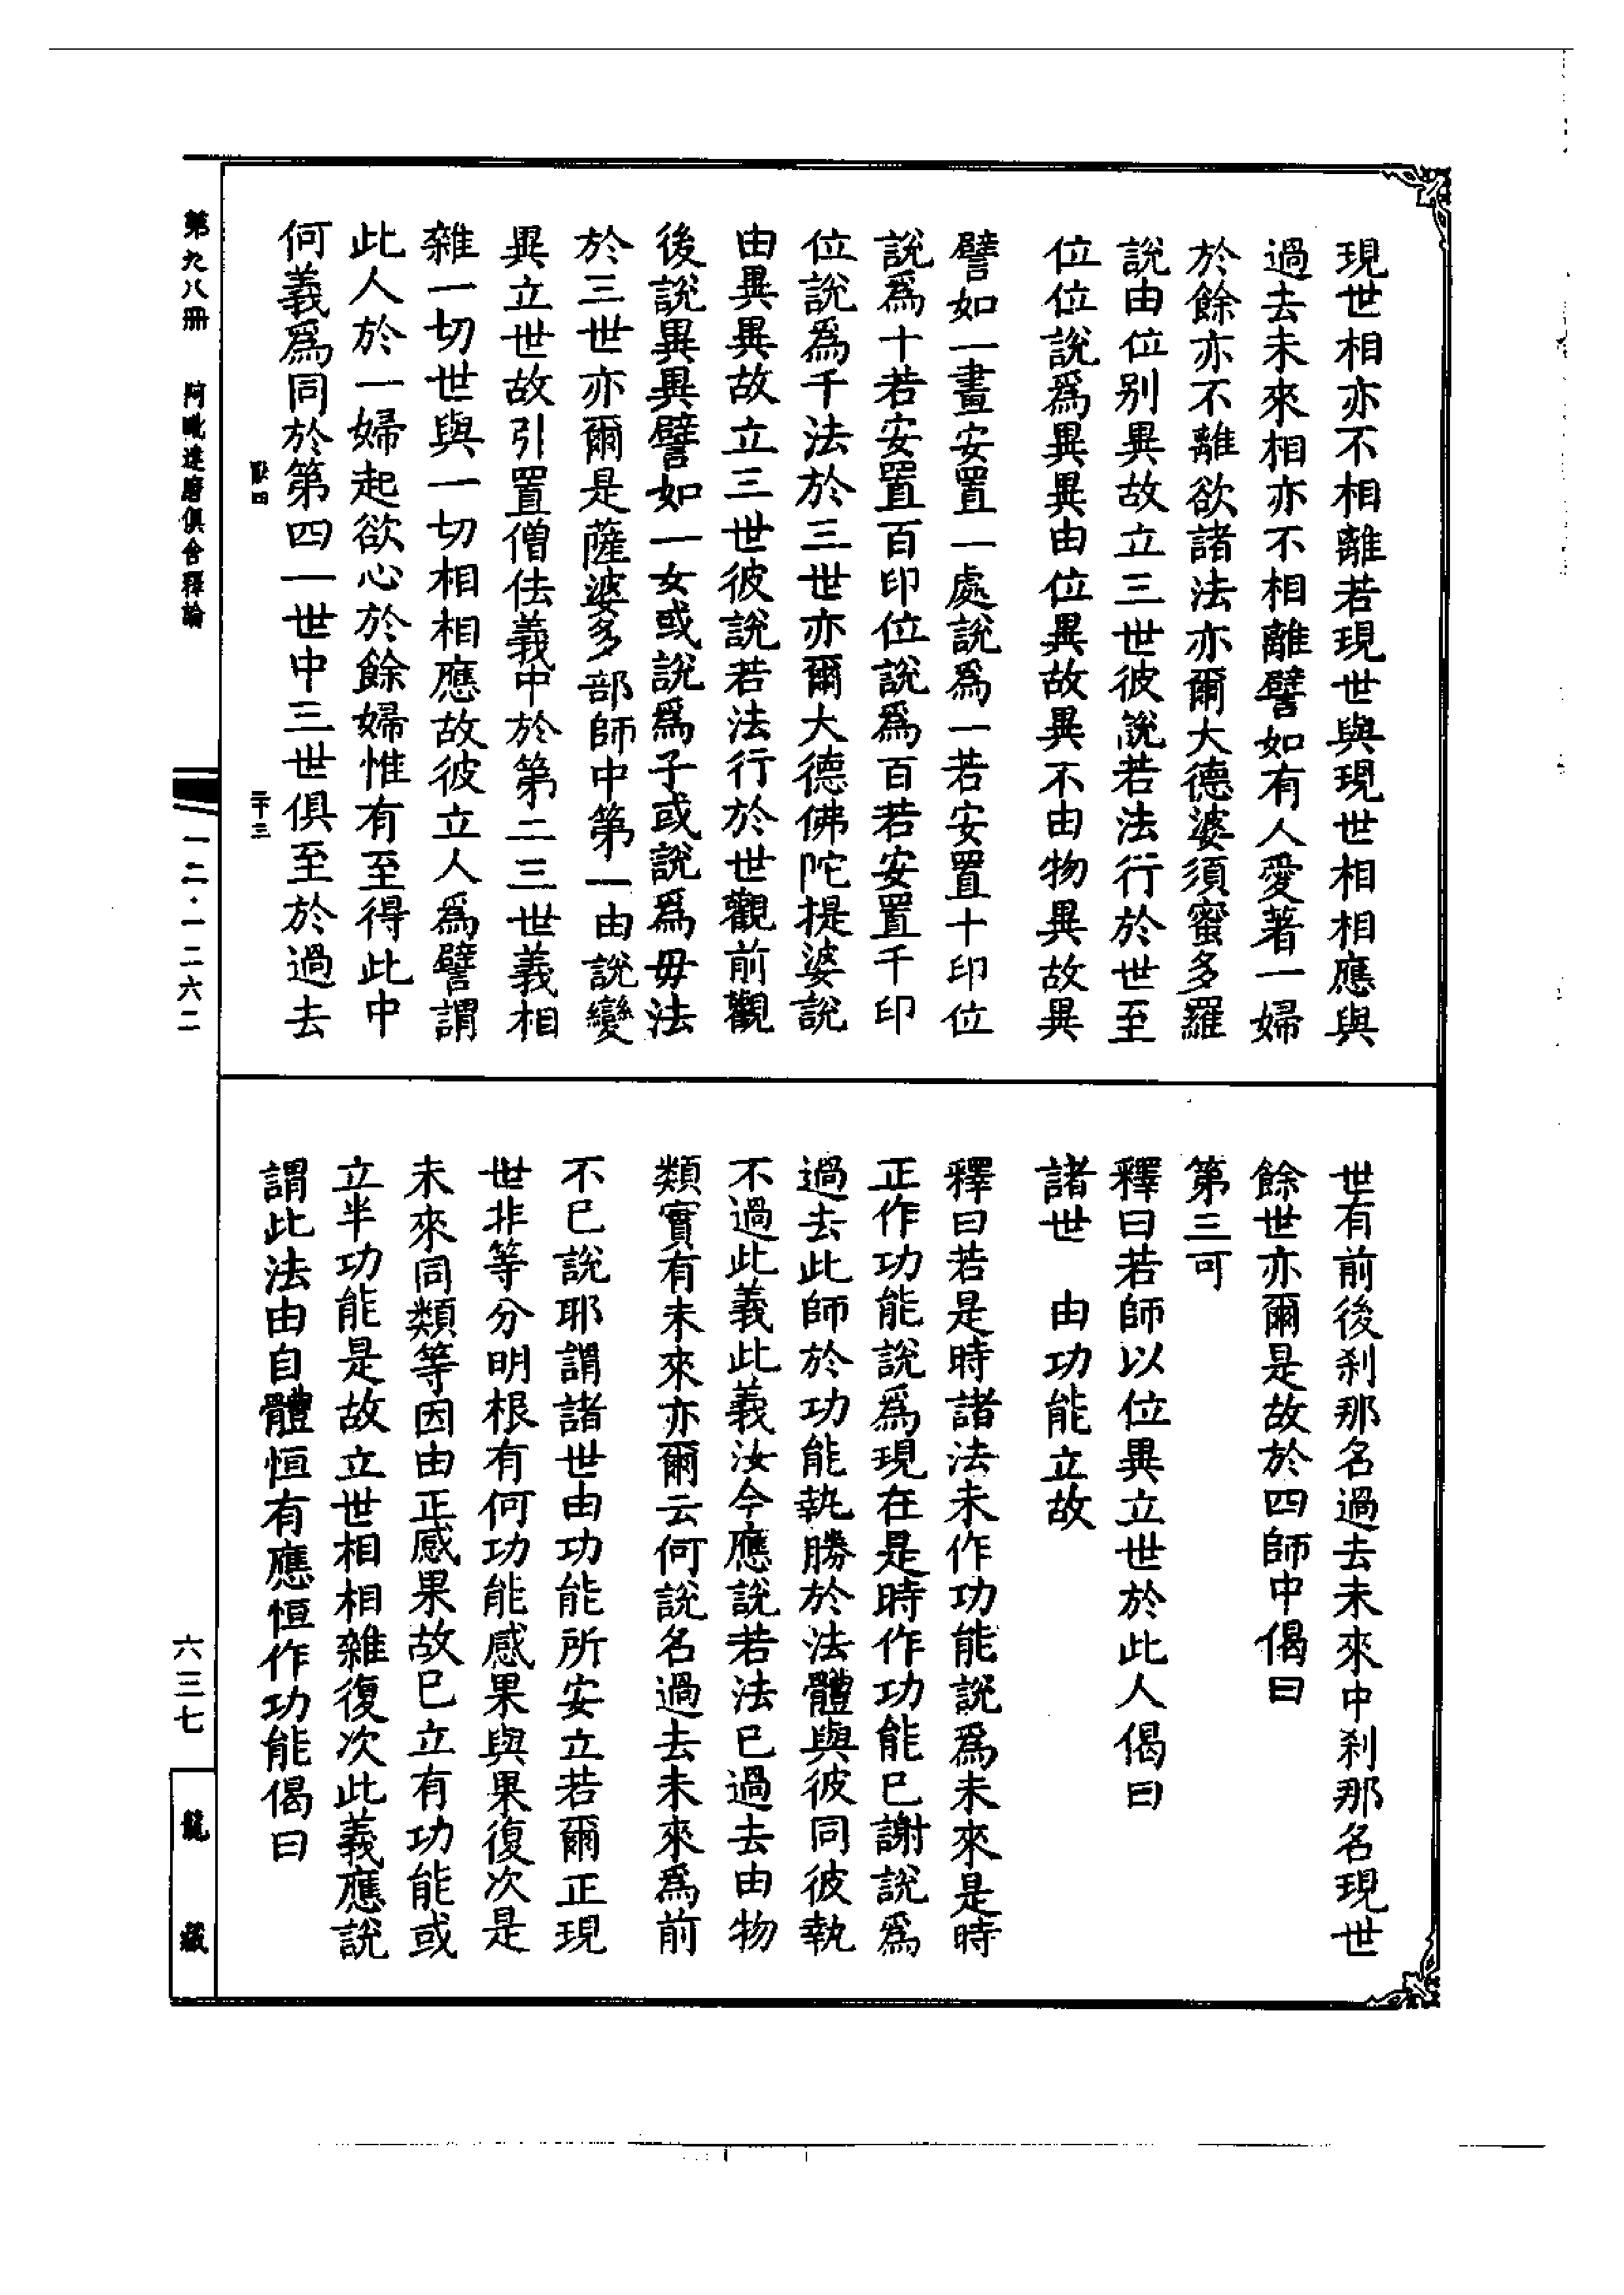 現世相亦不相離若現世與現世相相應與
過去未來相亦不相離譬如有人愛著一婦
於餘亦不離欲諸法亦爾大德婆須蜜多羅
說由位別異故立三世彼說若法行於世至
位位說爲異異由位異故異不由物異故異
譬如一畫安置一處說爲一若安置十印位
說爲十若安置百印位說爲百若安置千印
位說爲千法於三世亦爾大德佛陀提婆說
由異異故立三世彼說若法行於世觀前觀
後說異異譬如一女或說爲子或說爲毋法
於三世亦爾是薩婆多部師中第一由說變
異立世故引置僧佉義中於第二三世義相
雜一切世與一切相相應故彼立人爲譬謂
此人於一婦起欲心於餘婦惟有至得此中
何義爲同於第四一世中三世俱至於過去
二十三
世有前後刹那名過去未來中刹那名現世
餘世亦爾是故於四師中偈曰
第三可
釋曰若師以位異立世於此人偈曰
諸世　由功能立故
釋曰若是時諸法未作功能說爲未來是時
正作功能說爲現在是時作功能已謝說爲
過去此師於功能執勝於法體與彼同彼執
不過此義此義汝今應說若法已過去由物
類實有未來亦爾云何說名過去未來爲前
不已說耶謂諸世由功能所安立若爾正現
世非等分明根有何功能感果與果復次是
未來同類等因由正感果故已立有功能或
立半功能是故立世相相雜復次此義應說
謂此法由自體恒有應恒作功能偈曰
第九八冊　阿毗達磨俱舍釋論
一二·一二六二
六三七
龍藏